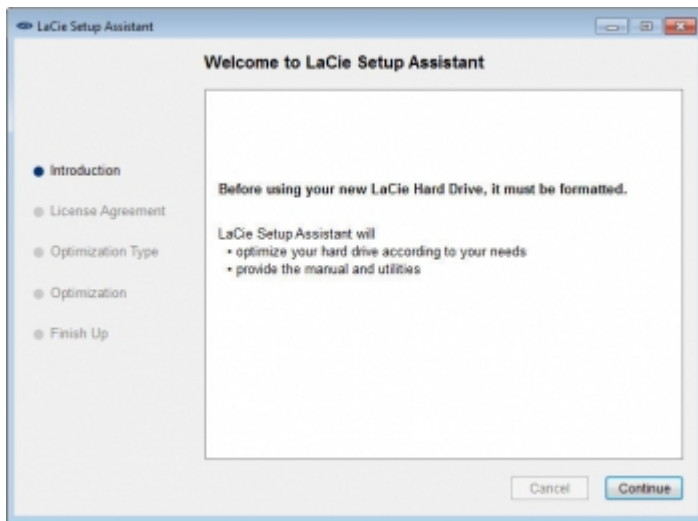 LaCie Setup Assistant
Welcome to LaCie Setup Assistant
Introduction
License Agreement
Optimization Type
Optimization
Finish Up
Before using your new LaCie Hard Drive, it must be formatted.
LaCie Setup Assistant will
• optimize your hard drive according to your needs
• provide the manual and utilities
Cancel
Continue